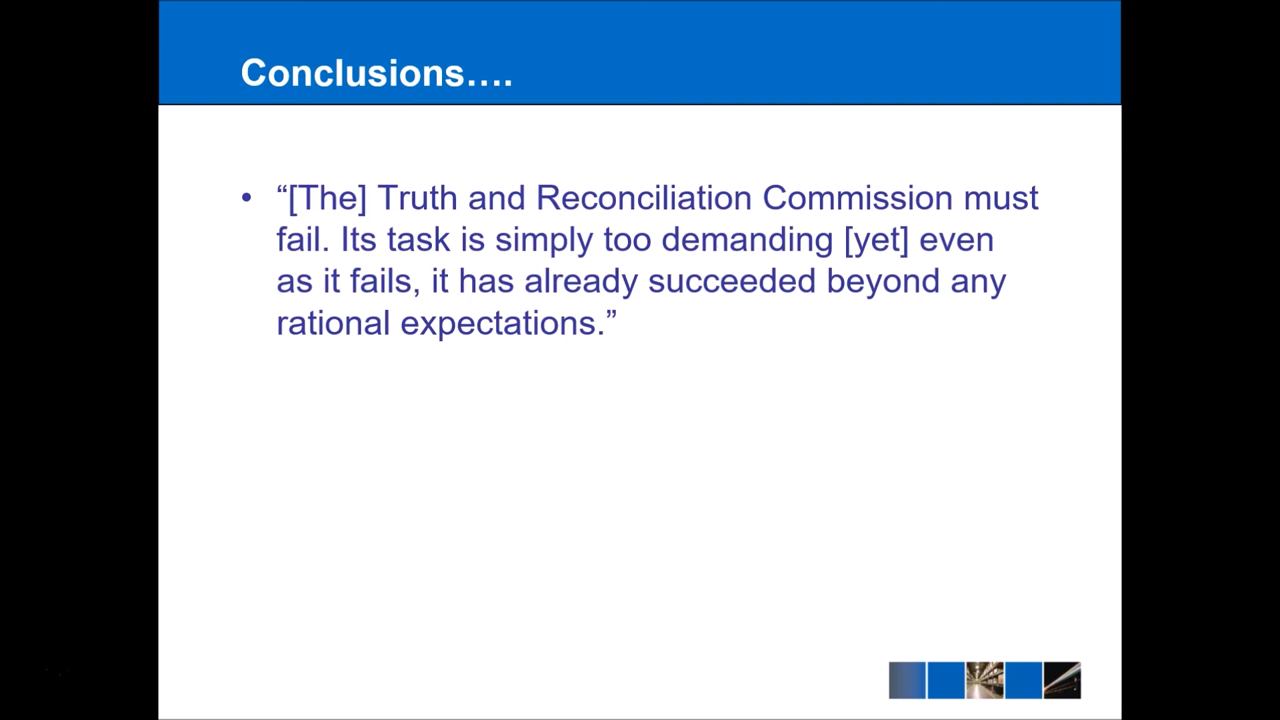 Conclusions….
• “[The] Truth and Reconciliation Commission must
fail. Its task is simply too demanding [yet] even
as it fails, it has already succeeded beyond any
rational expectations.”